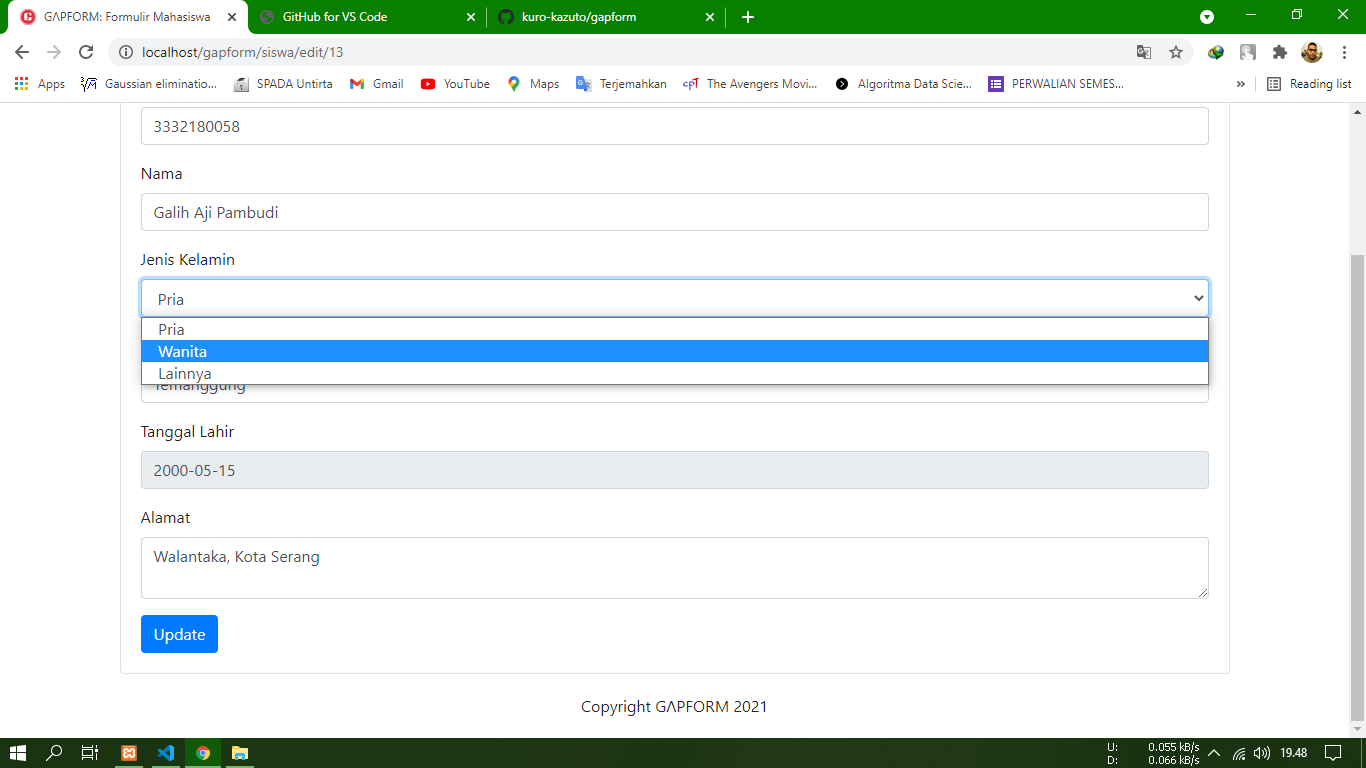 GΛPFORM: Formulir Mahasiswa
GitHub for VS Code
kuro-kazuto/gapform
localhost/gapform/siswa/edit/13
Apps
Gaussian eliminatio...
SPADA Untirta
Gmail
YouTube
Maps
Terjemahkan
cpT
The Avengers Movi...
Algoritma Data Scie...
PERWALIAN SEMES...
»
Reading list
3332180058
Nama
Galih Aji Pambudi
Jenis Kelamin
Pria
Pria
Wanita
Lainnya
Temanggung
Tanggal Lahir
2000-05-15
Alamat
Walantaka, Kota Serang
Update
Copyright GΛPFORM 2021
U: 0.055 kB/s
D: 0.066 kB/s
19.48